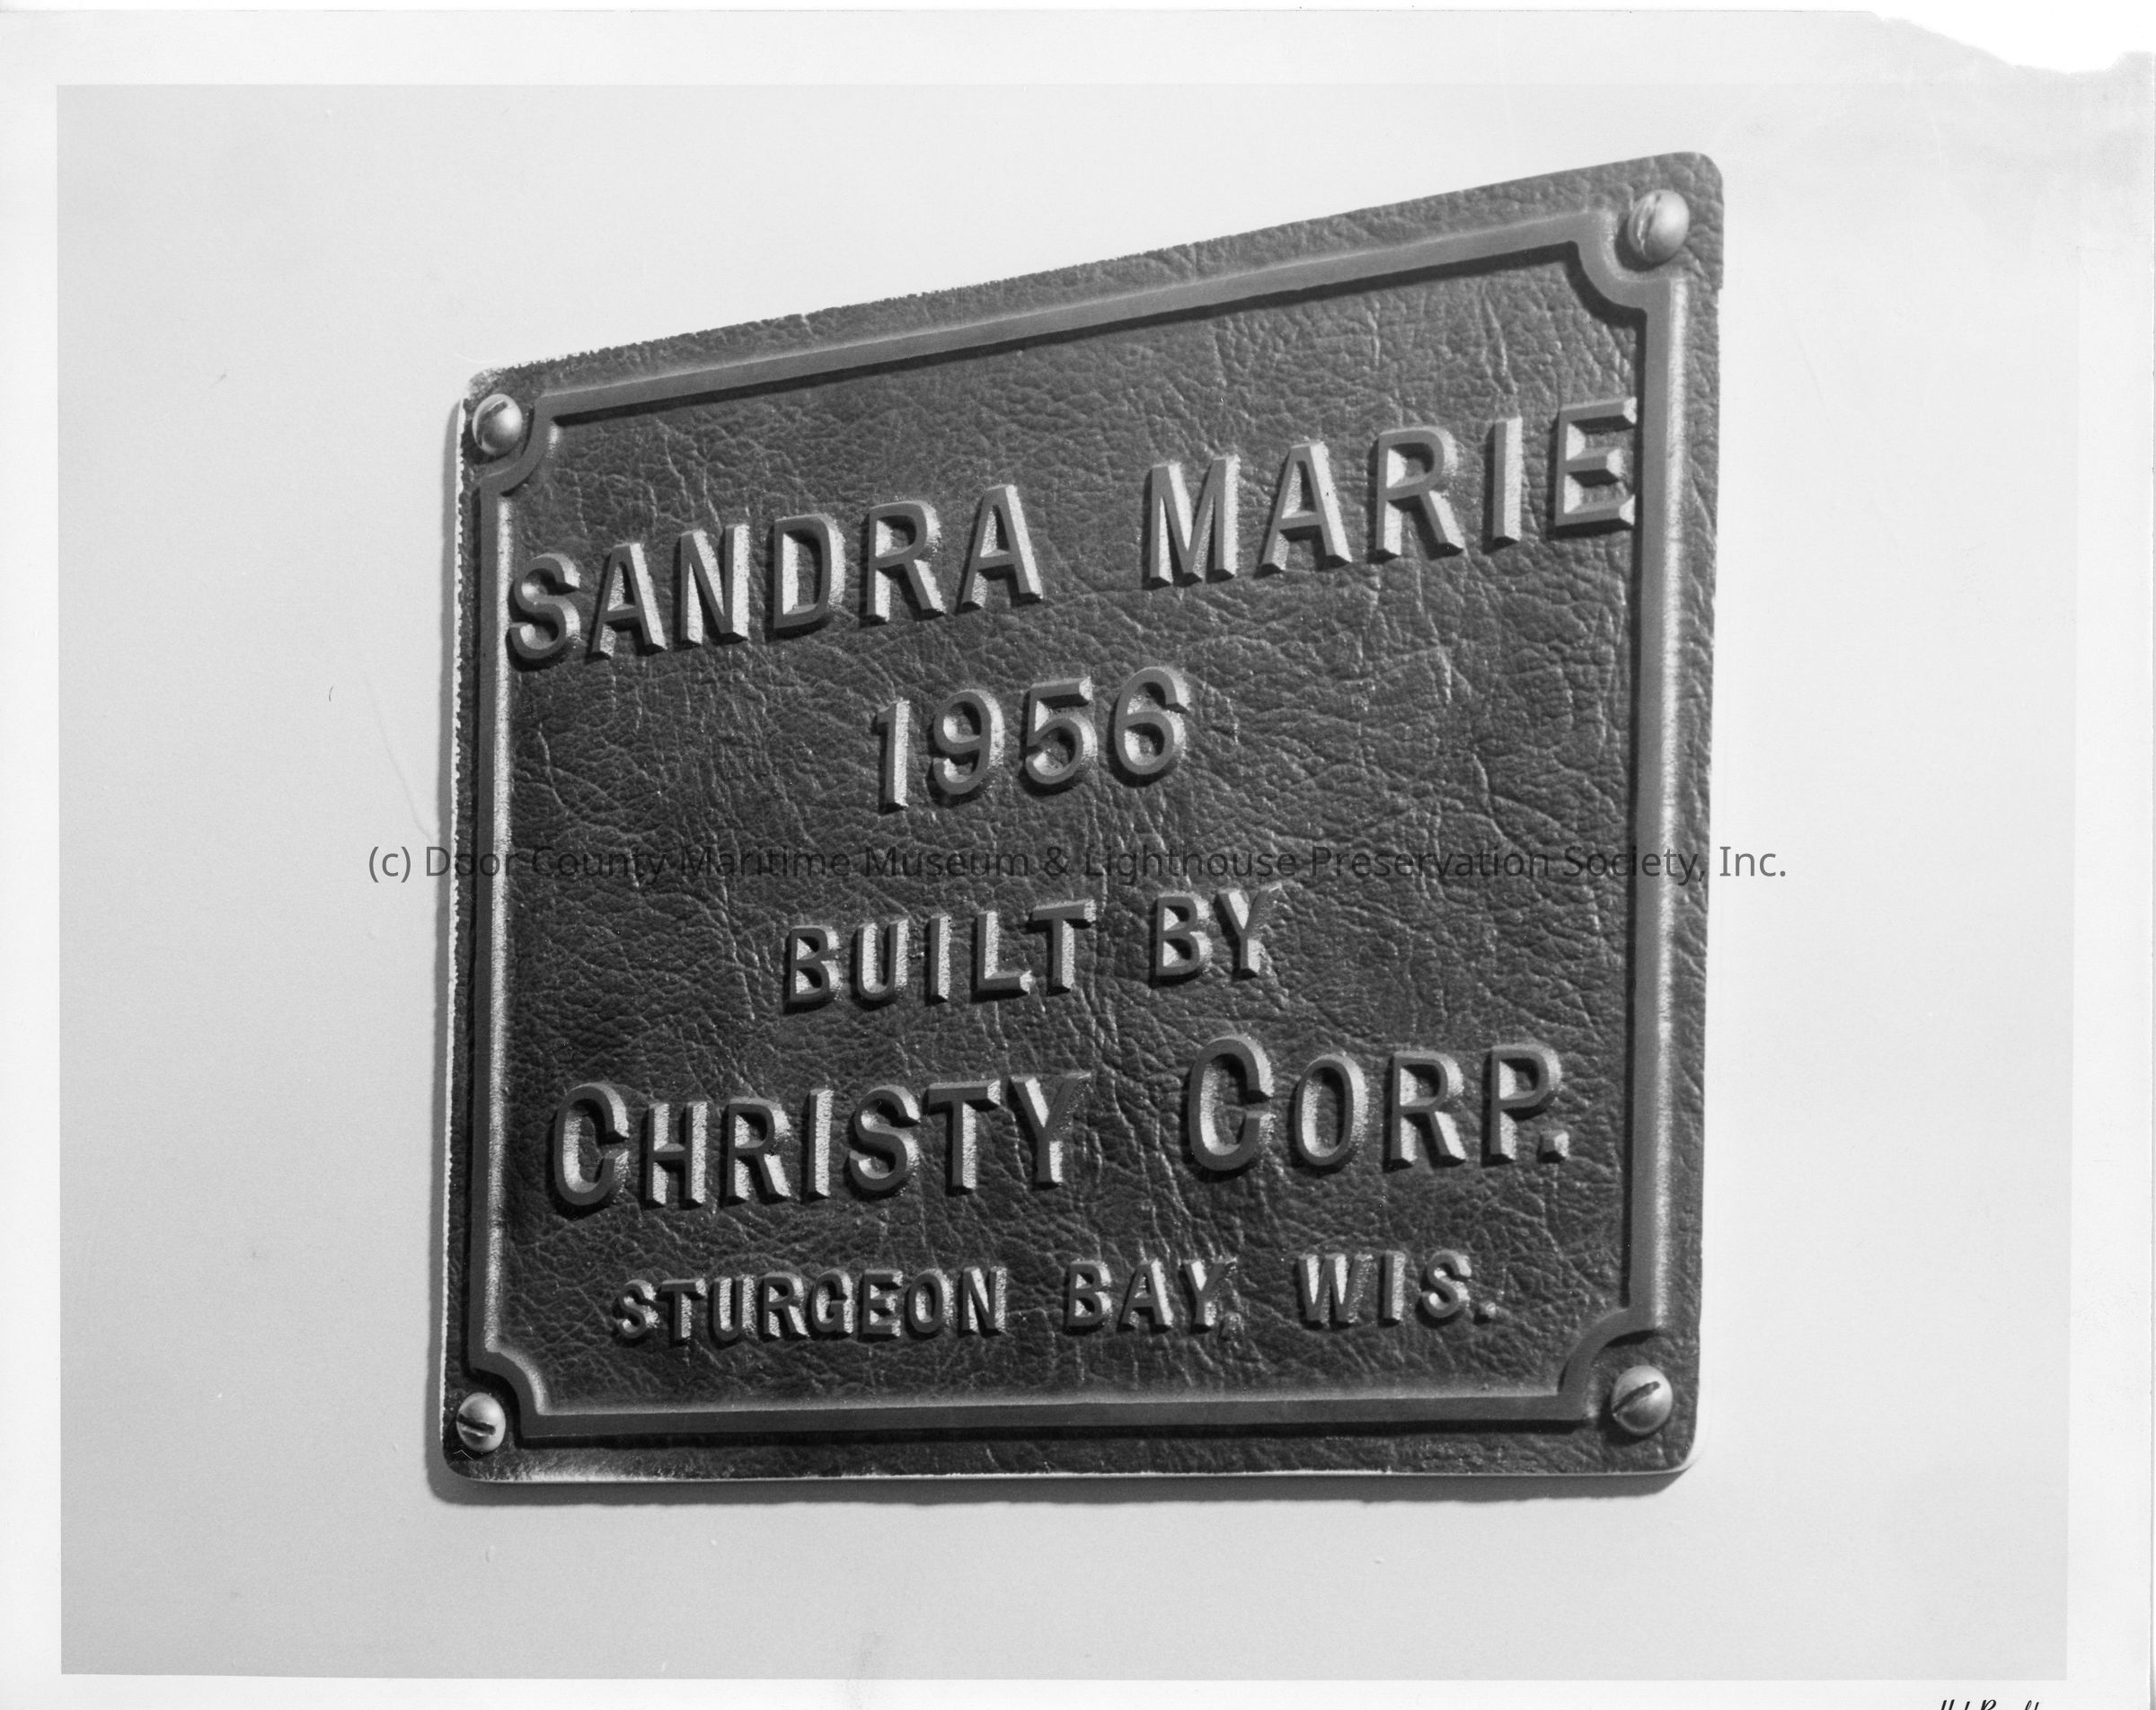 SANDRA MARIE
1956
(c) Door County Maritime Museum & Lighthouse Preservation Society, Inc.
BUILT BY
CHRISTY CORP.
STURGEON BAY, WIS.